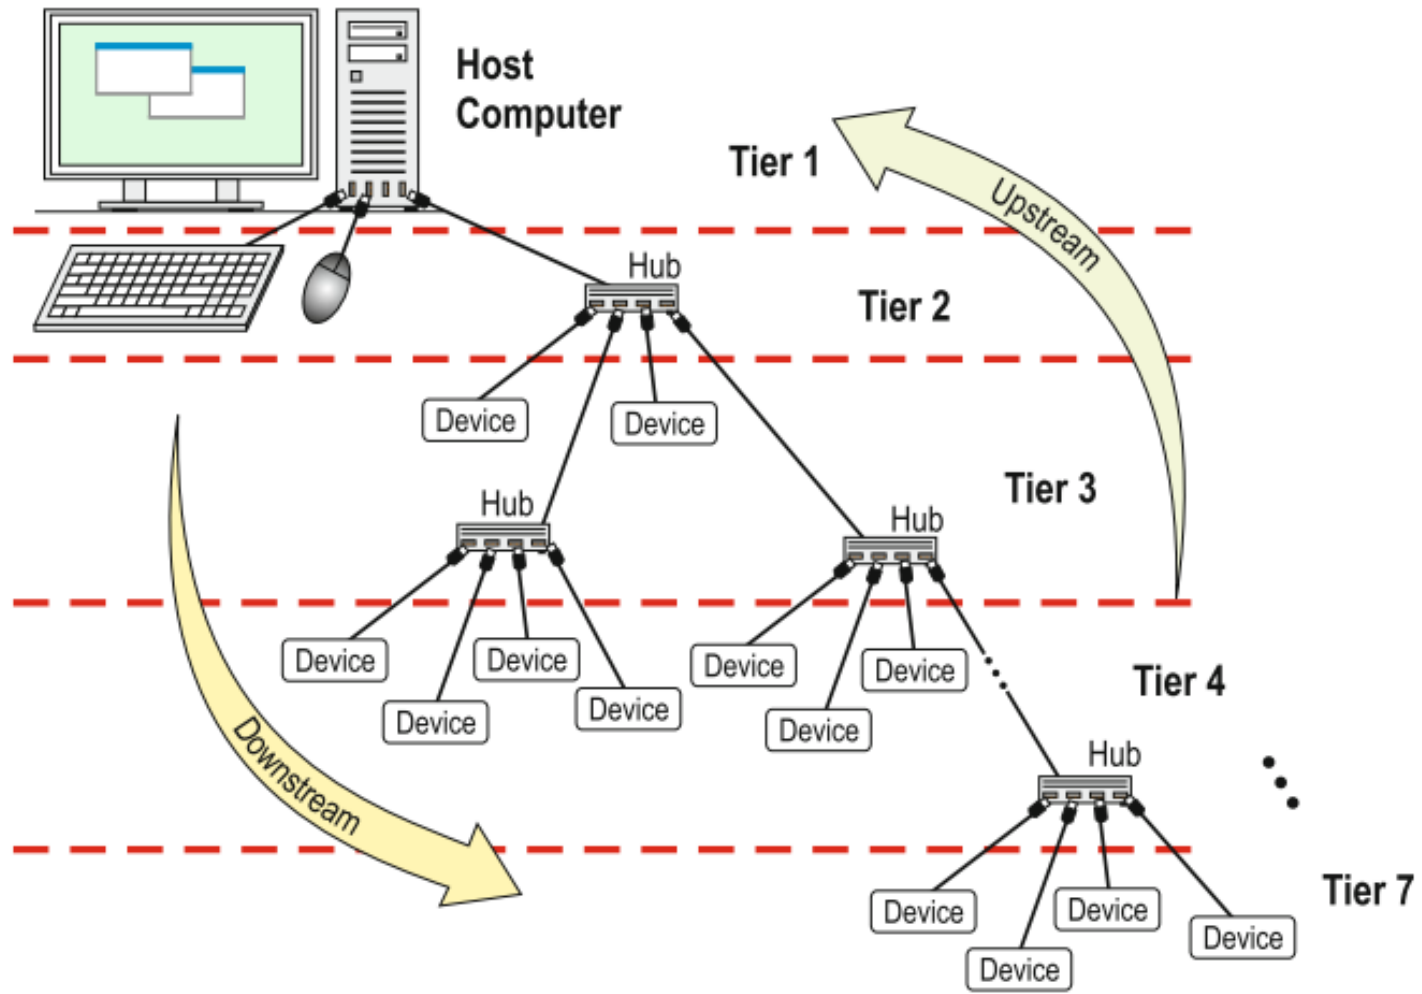 Host
Computer
Tier 1
Upstream
Hub
Tier 2
Device
Device
Tier 3
Hub
Hub
Device
Device
Device
Device
Device
Device
Device
Tier 4
Downstream
Hub
Tier 7
Device
Device
Device
Device